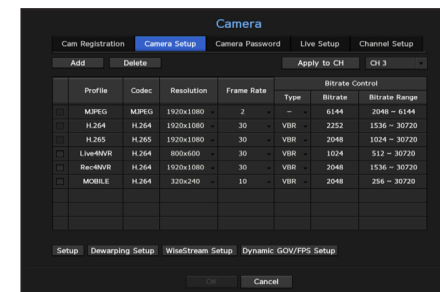 Camera
Cam Registration Camera Setup Camera Password Live Setup Channel Setup
Add Delete Apply to CH CH 3
Profile Codec Resolution Frame Rate Bitrate Control
Type Bitrate Bitrate Range
MJPEG MJPEG 1920x1080 2 - 6144 2048 ~ 6144
H.264 H.264 1920x1080 30 VBR 2252 1536 ~ 30720
H.265 H.265 1920x1080 30 VBR 2048 1024 ~ 30720
Live4NVR H.264 800x600 30 VBR 1024 512 ~ 30720
Rec4NVR H.264 1920x1080 30 VBR 2048 1536 ~ 30720
MOBILE H.264 320x240 10 VBR 2048 256 ~ 30720
Setup Dewarping Setup WiseStream Setup Dynamic GOV/FPS Setup
OK Cancel